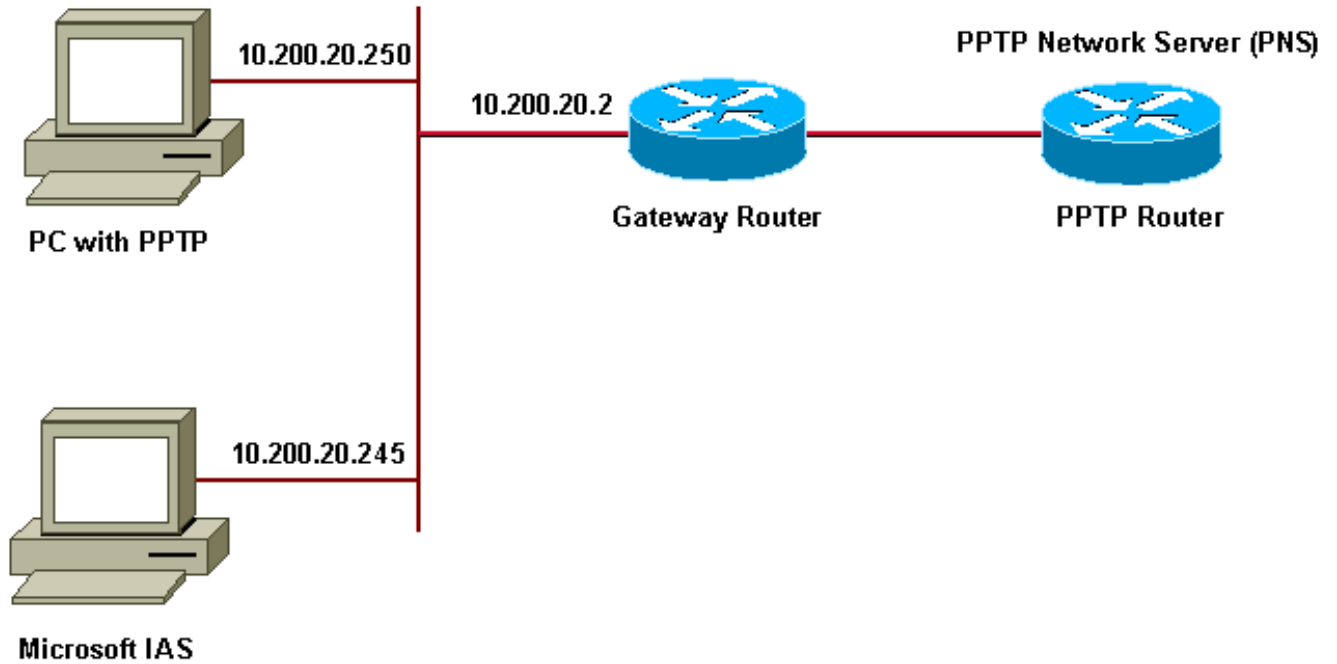 10.200.20.250
PPTP Network Server (PNS)
10.200.20.2
Gateway Router
PPTP Router
PC with PPTP
10.200.20.245
Microsoft IAS